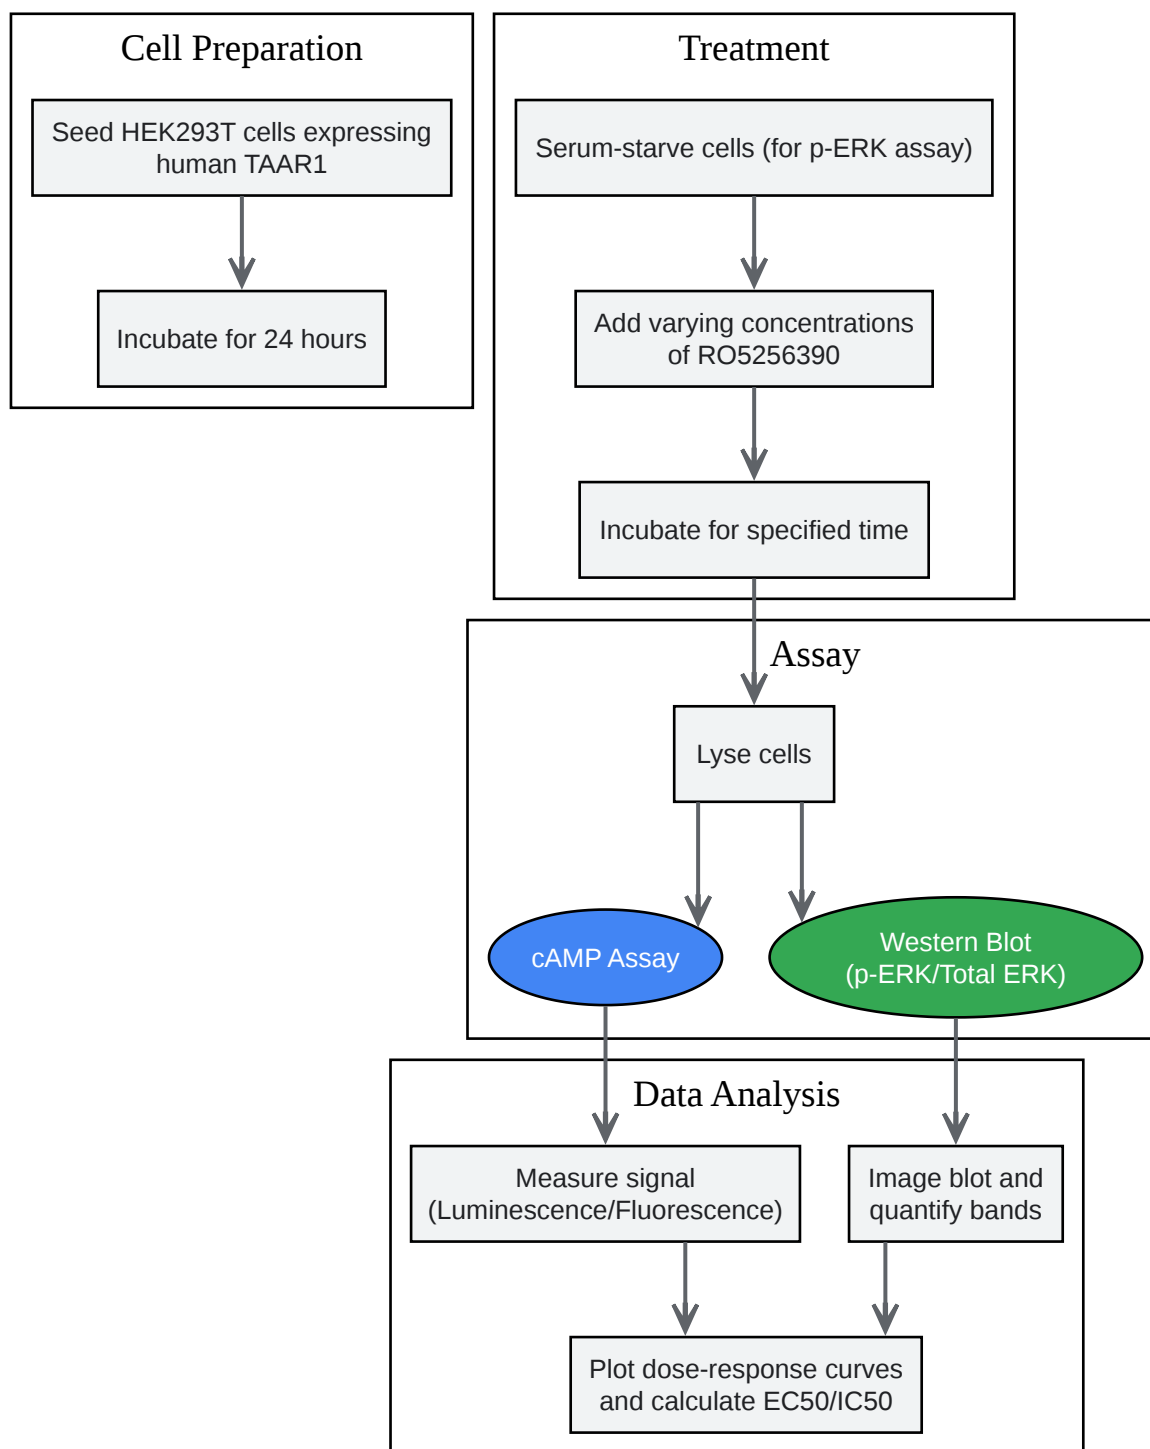 Cell Preparation
Seed HEK293T cells expressing
human TAAR1
Incubate for 24 hours
Treatment
Serum-starve cells (for p-ERK assay)
Add varying concentrations
of RO5256390
Incubate for specified time
Assay
Lyse cells
cAMP Assay
Western Blot
(p-ERK/Total ERK)
Data Analysis
Measure signal
(Luminescence/Fluorescence)
Image blot and
quantify bands
Plot dose-response curves
and calculate EC50/IC50